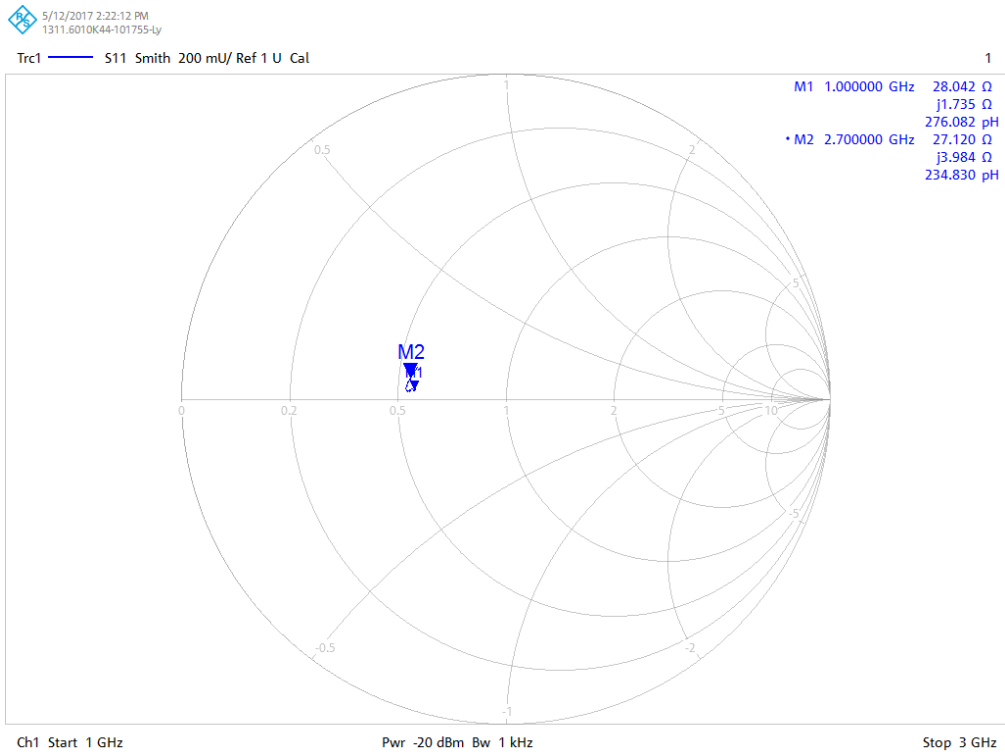 R&S
5/12/2017 2:22:12 PM
1311.6010K44-101755-Ly
Trc1 S11 Smith 200 mU/ Ref 1 U Cal 1
M1 1.000000 GHz 28.042 Ω
j1.735 Ω
276.082 pH
• M2 2.700000 GHz 27.120 Ω
j3.984 Ω
234.830 pH
1
0.5
2
5
M2
M1
0 0.2 0.5 1 2 5 10
-5
-0.5
-2
-1
Ch1 Start 1 GHz Pwr -20 dBm Bw 1 kHz Stop 3 GHz